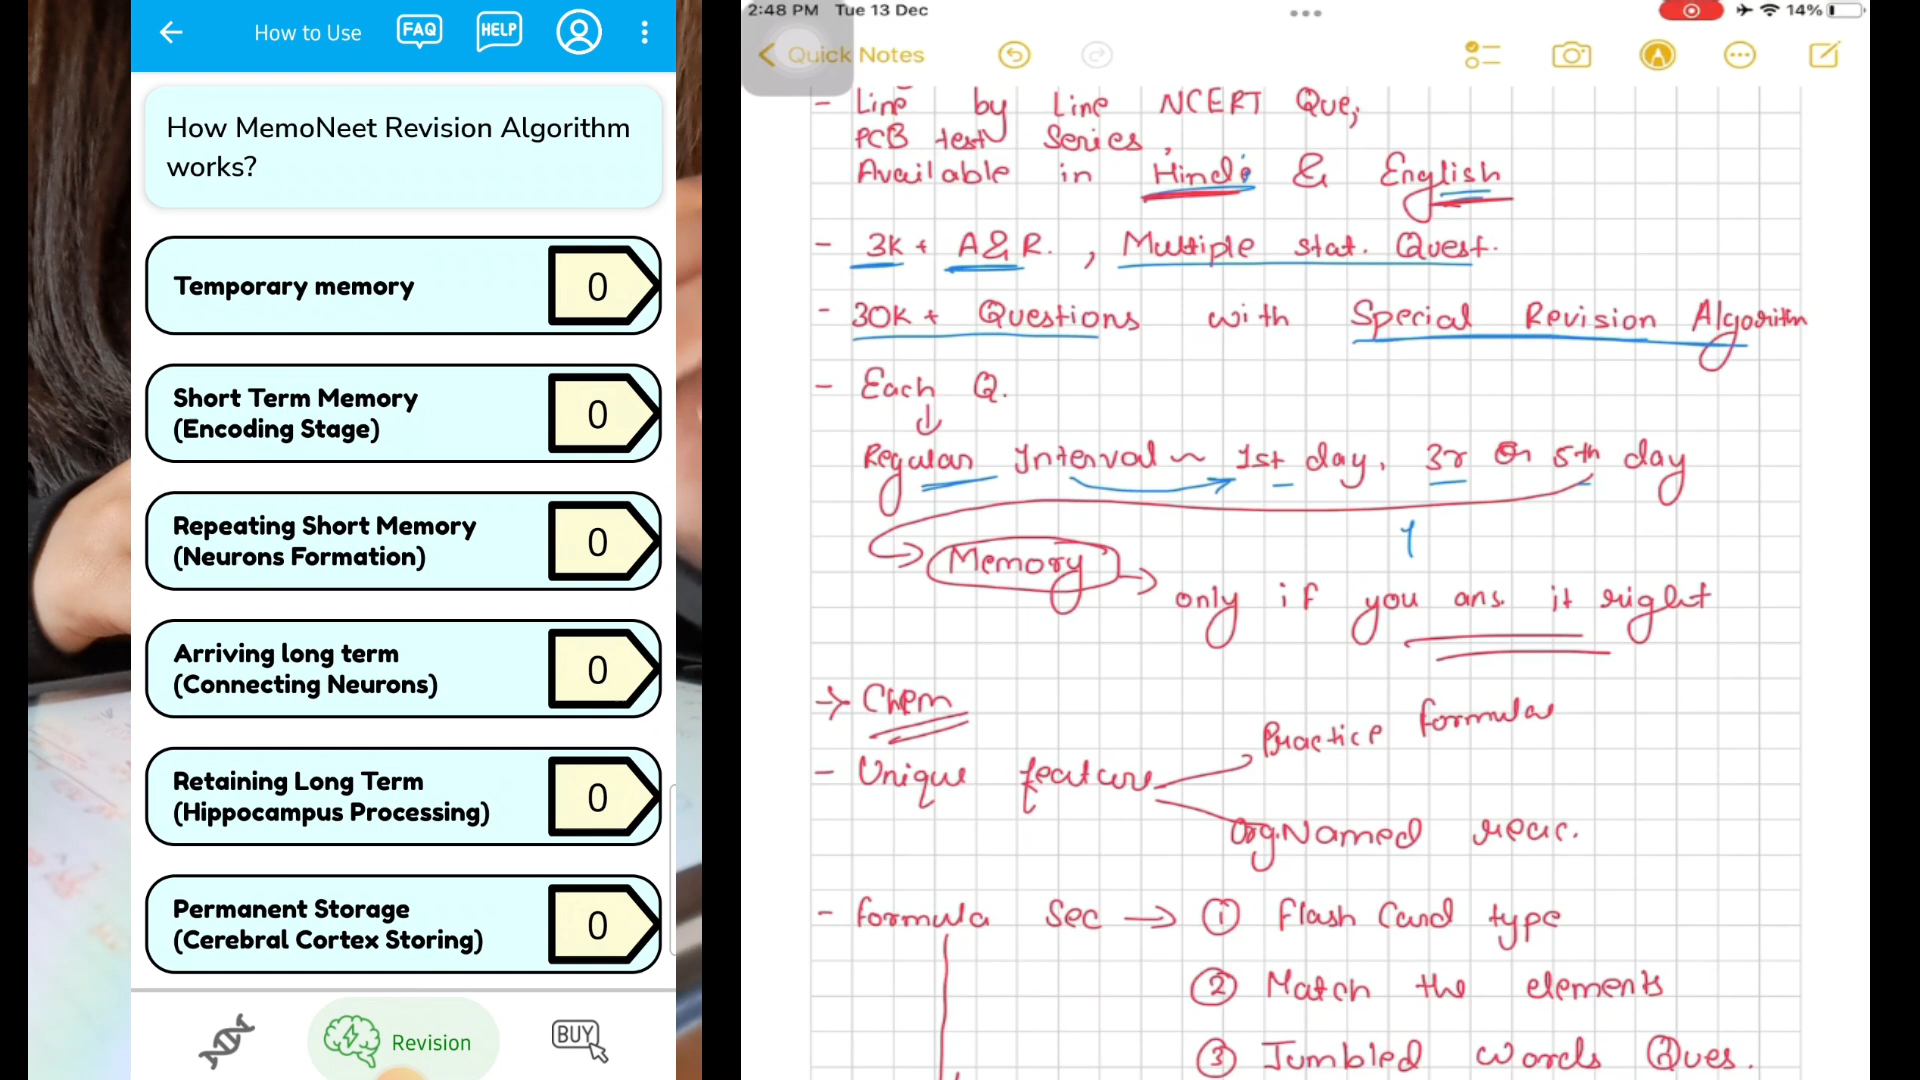 How to Use
FAQ
HELP
How MemoNeet Revision Algorithm
works?
Temporary memory
0
Short Term Memory
(Encoding Stage)
0
Repeating Short Memory
(Neurons Formation)
0
Arriving long term
(Connecting Neurons)
0
Retaining Long Term
(Hippocampus Processing)
0
Permanent Storage
(Cerebral Cortex Storing)
0
Revision
BUY
2:48 PM Tue 13 Dec
14%
Quick Notes
- Line by Line NCERT Que,
PCB test Series,
Available in Hindi & English
- 3K + A&R. , Multiple stat. Quest.
- 30K + Questions with Special Revision Algorithm
- Each Q.
Regular Interval ~ 1st day, 3r or 5th day
Memory → only if you ans. it right
→ Chem
- Unique feature
Practice formulas
Org. Named reac.
- formula Sec → ① Flash Card type
② Match the elements
③ Jumbled words Ques.